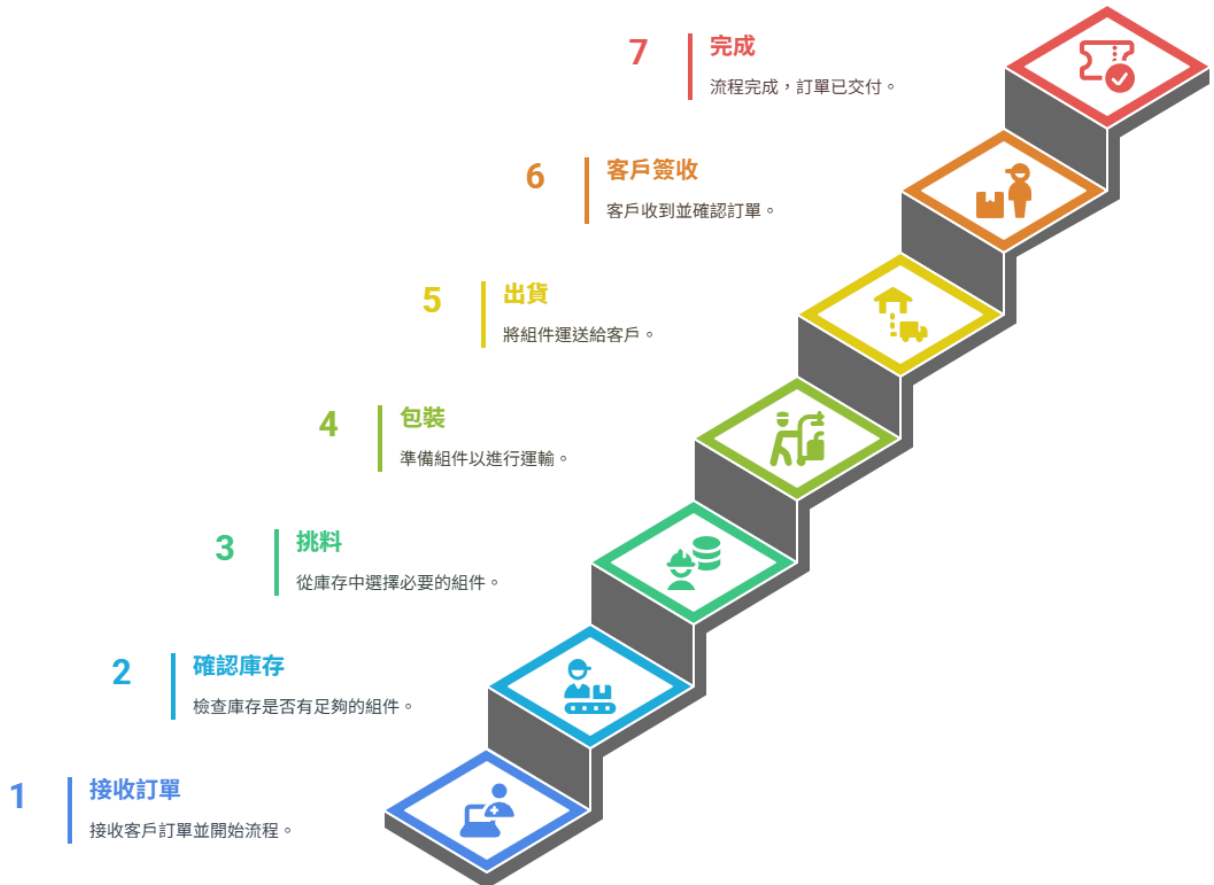 7
完成
流程完成，訂單已交付。
6
客戶簽收
客戶收到並確認訂單。
5
出貨
將組件運送給客戶。
4
包裝
準備組件以進行運輸。
3
挑料
從庫存中選擇必要的組件。
2
確認庫存
檢查庫存是否有足夠的組件。
1
接收訂單
接收客戶訂單並開始流程。